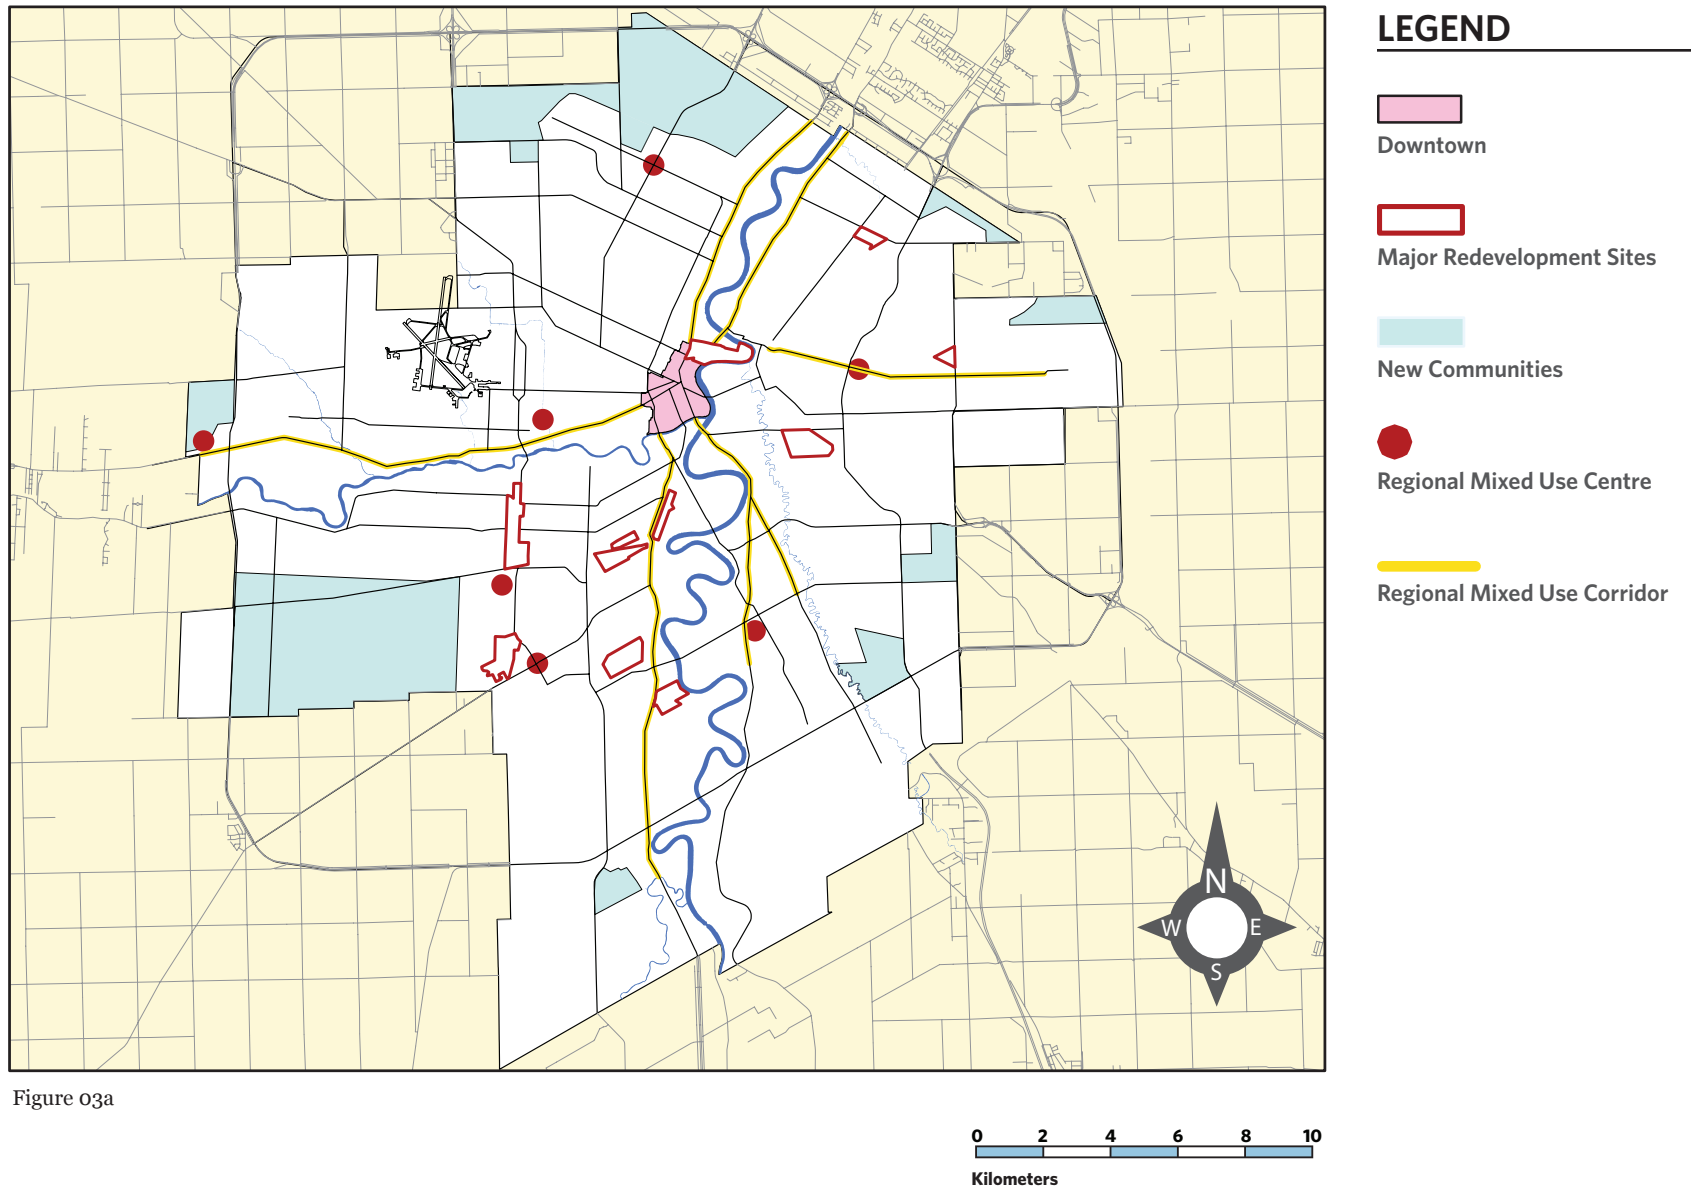 LEGEND
Downtown
Major Redevelopment Sites
New Communities
Regional Mixed Use Centre
Regional Mixed Use Corridor
N
W E
S
Figure 03a
0 2 4 6 8 10
Kilometers